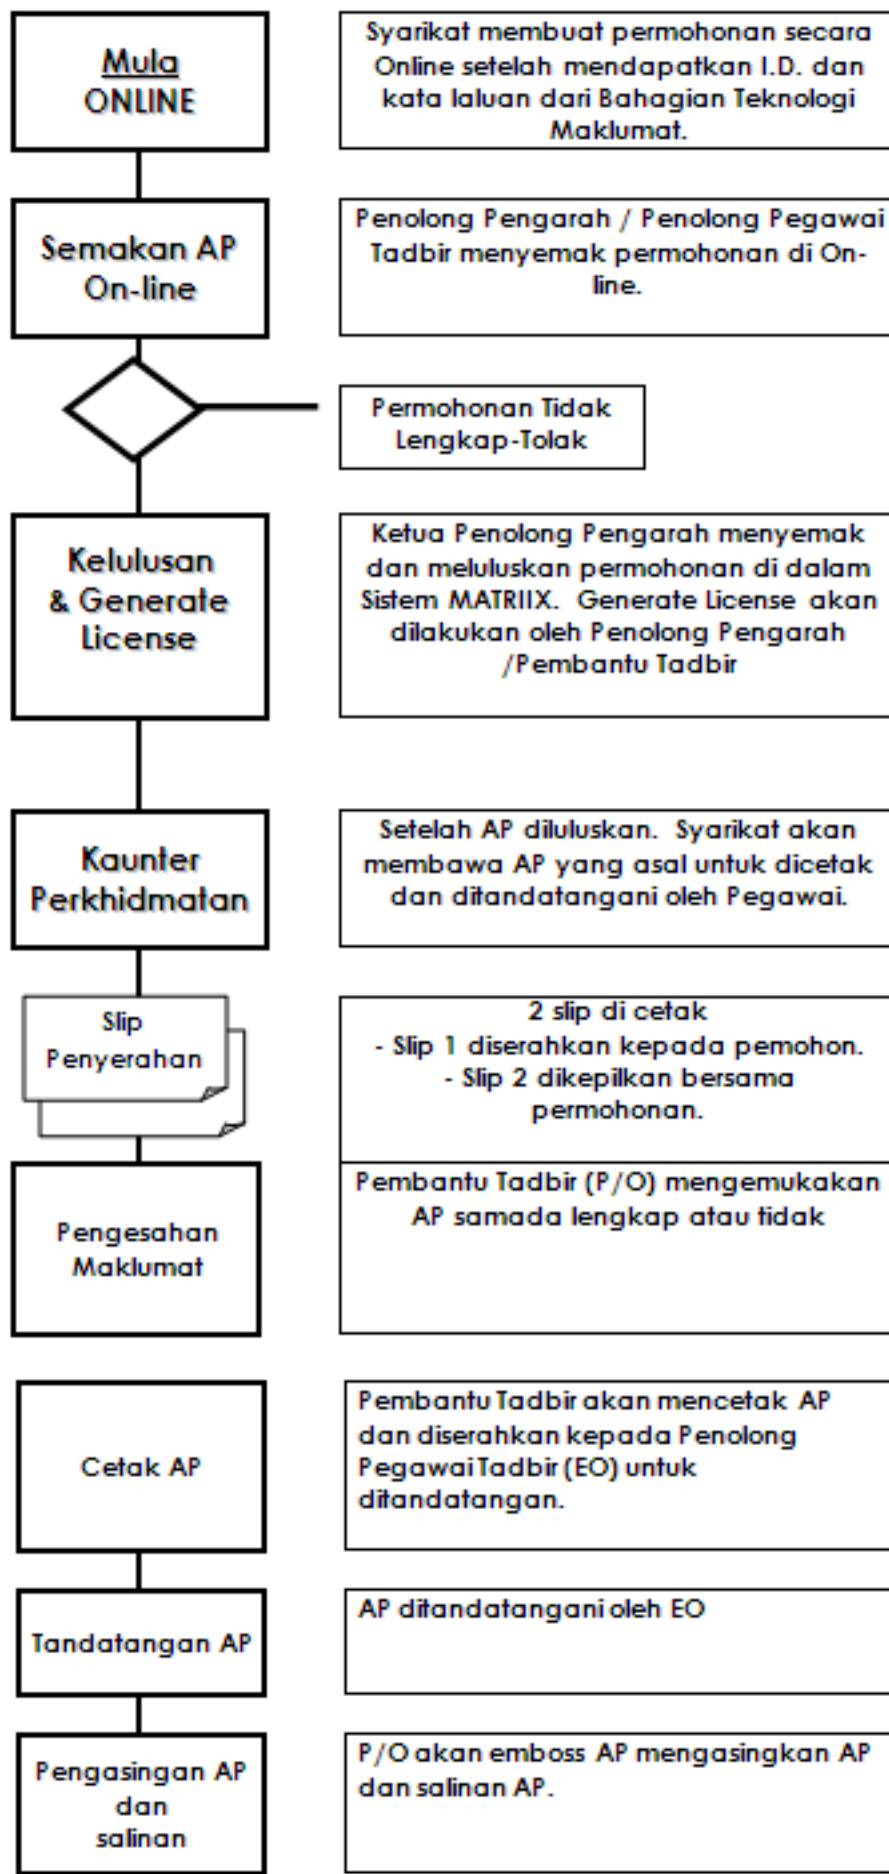 Mula
ONLINE
Syarikat membuat permohonan secara
Online setelah mendapatkan I.D. dan
kata laluan dari Bahagian Teknologi
Maklumat.
Semakan AP
On-line
Penolong Pengarah / Penolong Pegawai
Tadbir menyemak permohonan di On-
line.
Permohonan Tidak
Lengkap-Tolak
Kelulusan
& Generate
License
Ketua Penolong Pengarah menyemak
dan meluluskan permohonan di dalam
Sistem MATRIIX. Generate License akan
dilakukan oleh Penolong Pengarah
/Pembantu Tadbir
Kaunter
Perkhidmatan
Setelah AP diluluskan. Syarikat akan
membawa AP yang asal untuk dicetak
dan ditandatangani oleh Pegawai.
Slip
Penyerahan
2 slip di cetak
- Slip 1 diserahkan kepada pemohon.
- Slip 2 dikepilkan bersama
permohonan.
Pengesahan
Maklumat
Pembantu Tadbir (P/O) mengemukakan
AP samada lengkap atau tidak
Cetak AP
Pembantu Tadbir akan mencetak AP
dan diserahkan kepada Penolong
Pegawai Tadbir (EO) untuk
ditandatangan.
Tandatangan AP
AP ditandatangani oleh EO
Pengasingan AP
dan
salinan
P/O akan emboss AP mengasingkan AP
dan salinan AP.